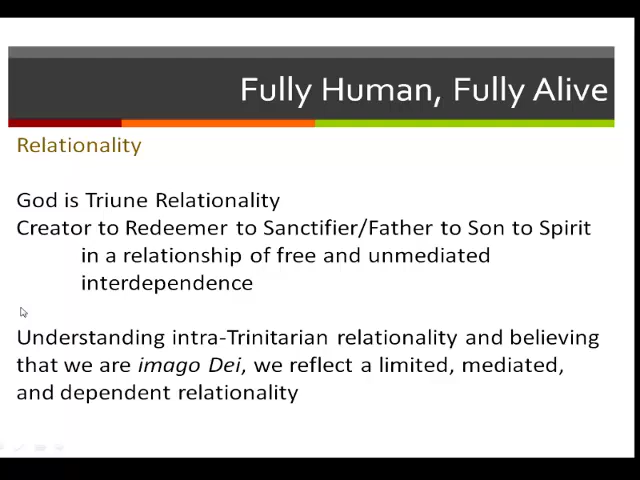 Fully Human, Fully Alive
Relationality
God is Triune Relationality
Creator to Redeemer to Sanctifier/Father to Son to Spirit
in a relationship of free and unmediated
interdependence
Understanding intra-Trinitarian relationality and believing
that we are imago Dei, we reflect a limited, mediated,
and dependent relationality